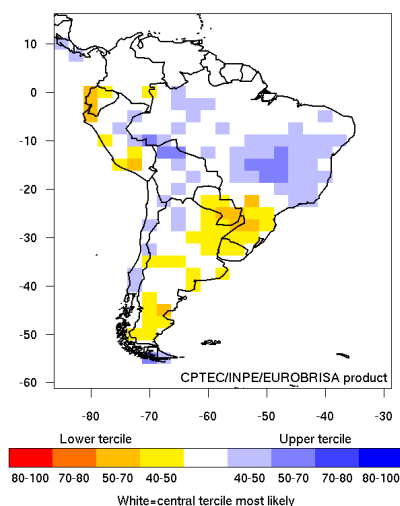 10
0
-10
-20
-30
-40
-50
-60
CPTEC/INPE/EUROBRISA product
-80 -70 -60 -50 -40 -30
Lower tercile Upper tercile
80-100 70-80 50-70 40-50 40-50 50-70 70-80 80-100
White=central tercile most likely